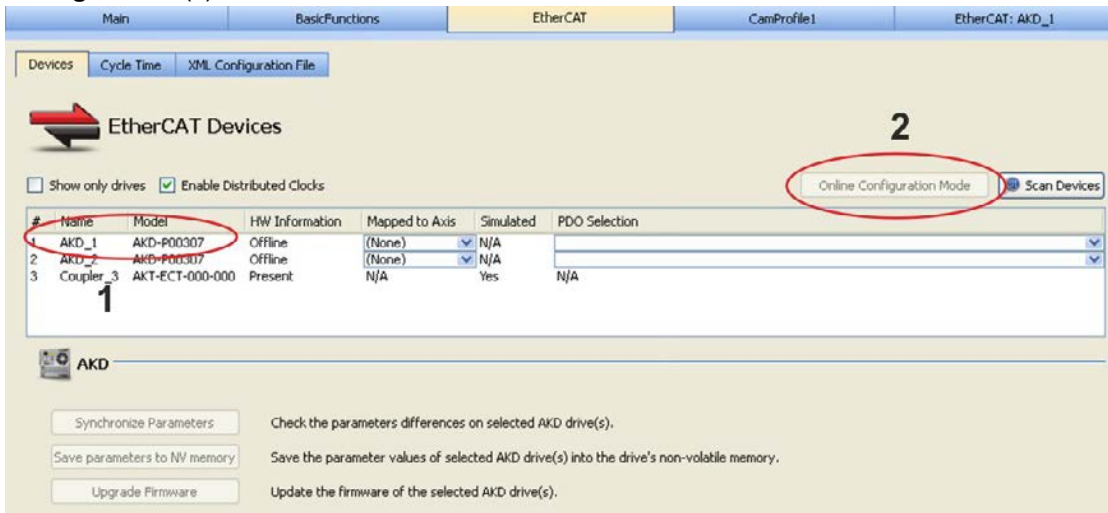 Main BasicFunctions EtherCAT CamProfile1 EtherCAT: AKD_1
Devices Cycle Time XML Configuration File
EtherCAT Devices
2
Show only drives Enable Distributed Clocks Online Configuration Mode Scan Devices
# Name Model HW Information Mapped to Axis Simulated PDO Selection
1 AKD_1 AKD-P00307 Offline (None) N/A
2 AKD_2 AKD-P00307 Offline (None) N/A
3 Coupler_3 AKT-ECT-000-000 Present N/A Yes N/A
1
AKD
Synchronize Parameters Check the parameters differences on selected AKD drive(s).
Save parameters to NV memory Save the parameter values of selected AKD drive(s) into the drive's non-volatile memory.
Upgrade Firmware Update the firmware of the selected AKD drive(s).